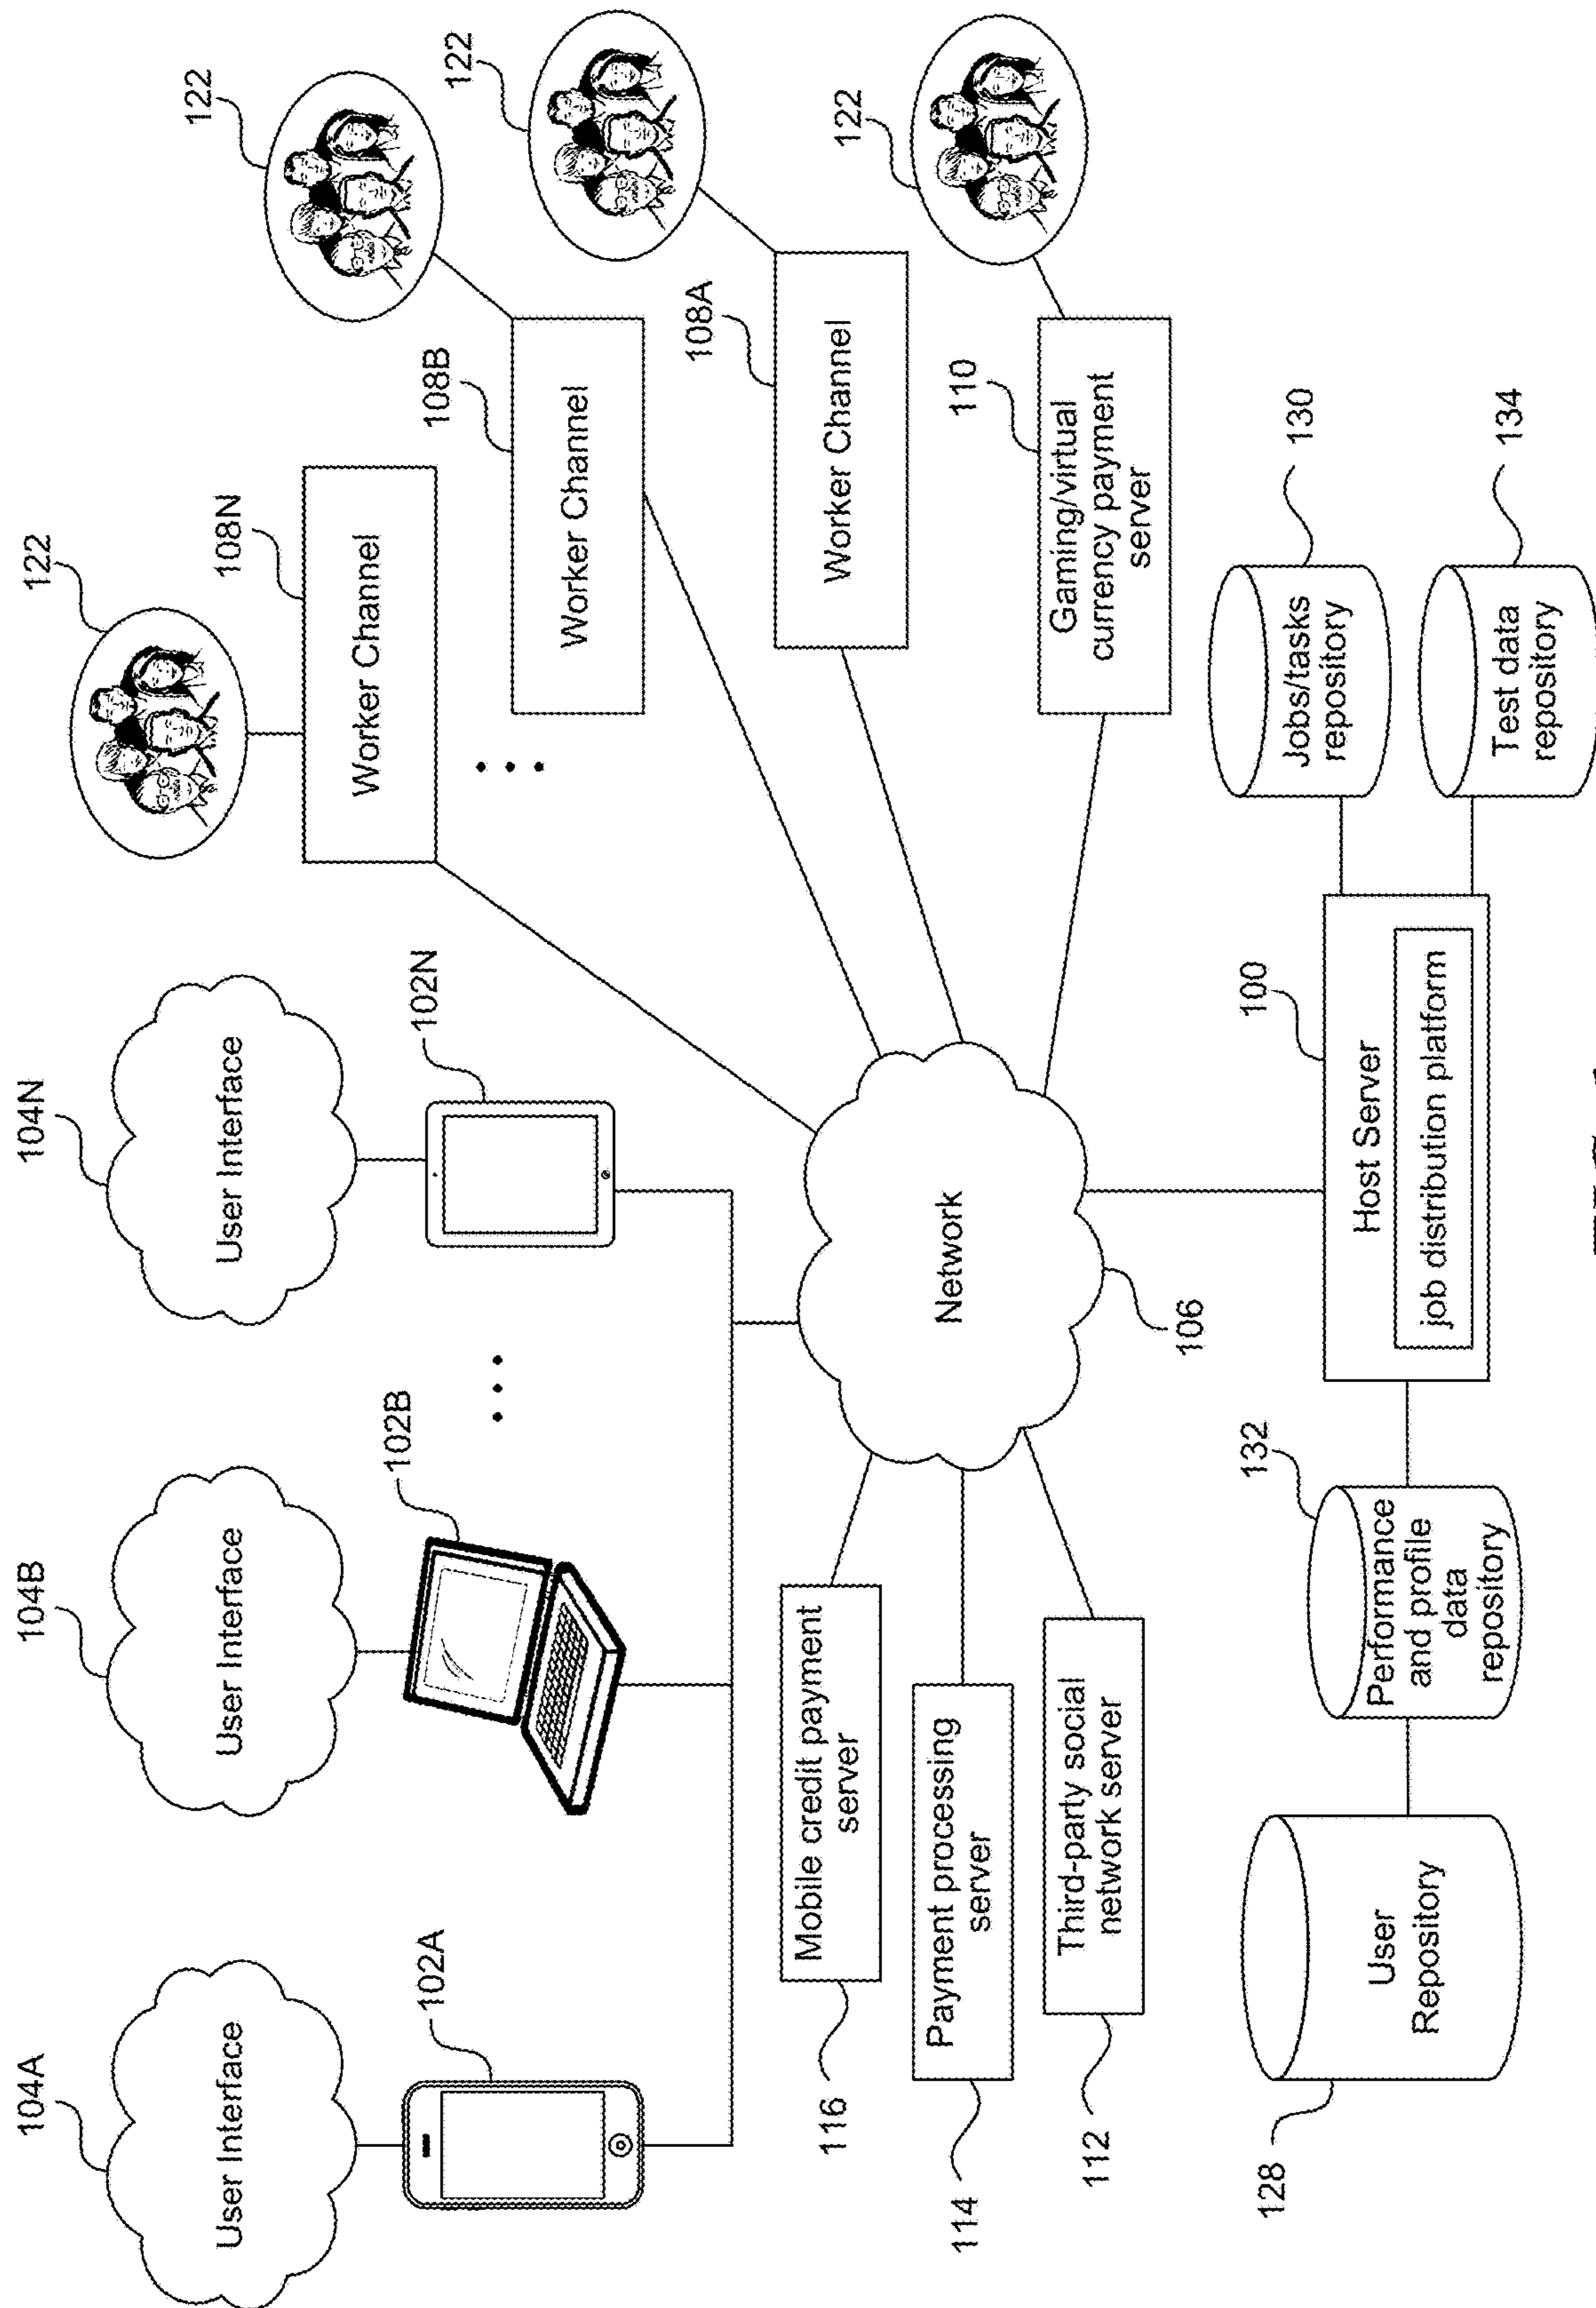 104A
User Interface
102A
104B
User Interface
102B
104N
User Interface
102N
122
108N
Worker Channel
122
108B
Worker Channel
122
108A
Worker Channel
122
110
Gaming/virtual
currency payment
server
116
Mobile credit payment
server
114
Payment processing
server
112
Third-party social
network server
Network
106
128
User
Repository
132
Performance
and profile
data
repository
100
Host Server
job distribution platform
130
Jobs/tasks
repository
134
Test data
repository